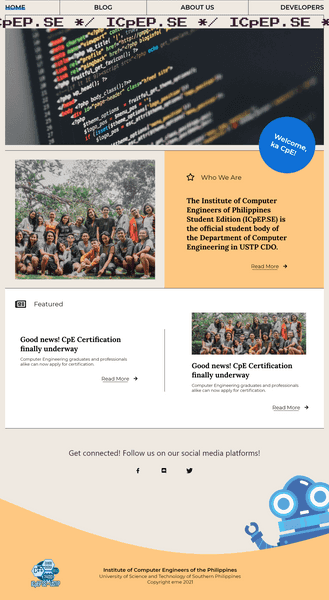 HOME BLOG ABOUT US DEVELOPERS
ICpEP.SE */ ICpEP.SE */ ICpEP.SE
Welcome,
ka CpE!
Who We Are
The Institute of Computer
Engineers of Philippines
Student Edition (ICpEP.SE) is
the official student body of
the Department of Computer
Engineering in USTP CDO.
Read More
Featured
Good news! CpE Certification
finally underway
Computer Engineering graduates and professionals
alike can now apply for certification.
Read More
Good news! CpE Certification
finally underway
Computer Engineering graduates and professionals
alike can now apply for certification.
Read More
Get connected! Follow us on our social media platforms!
Institute of Computer Engineers of the Philippines
University of Science and Technology of Southern Philippines
Copyright eme 2021